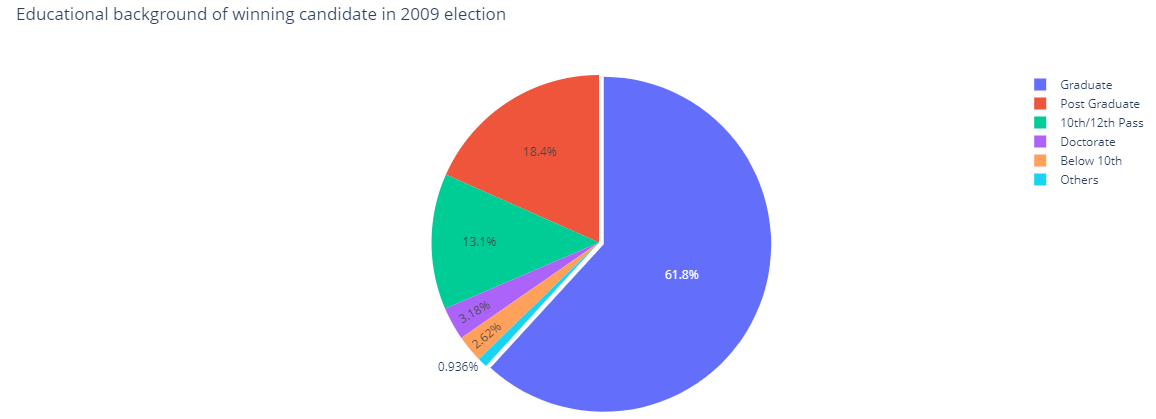 Educational background of winning candidate in 2009 election
Graduate
Post Graduate
10th/12th Pass
Doctorate
Below 10th
Others
18.4%
13.1%
61.8%
3.18%
2.62%
0.936%